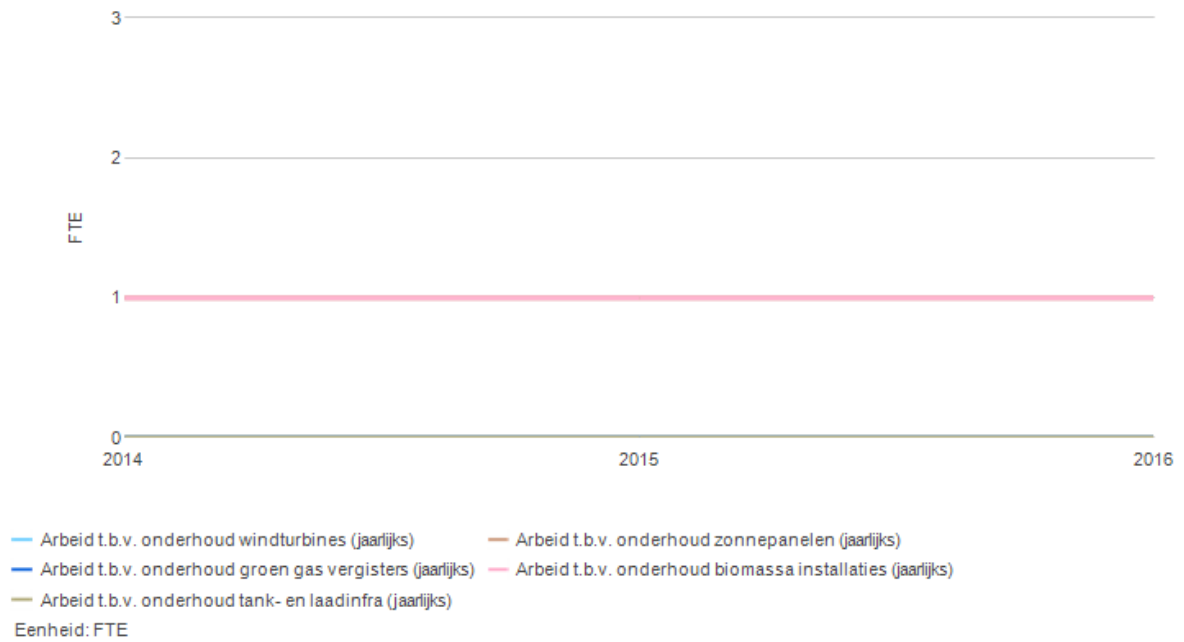 3
2
FTE
1
0
2014 2015 2016
Arbeid t.b.v. onderhoud windturbines (jaarlijks) Arbeid t.b.v. onderhoud zonnepanelen (jaarlijks)
Arbeid t.b.v. onderhoud groen gas vergisters (jaarlijks) Arbeid t.b.v. onderhoud biomassa installaties (jaarlijks)
Arbeid t.b.v. onderhoud tank- en laadinfra (jaarlijks)
Eenheid: FTE